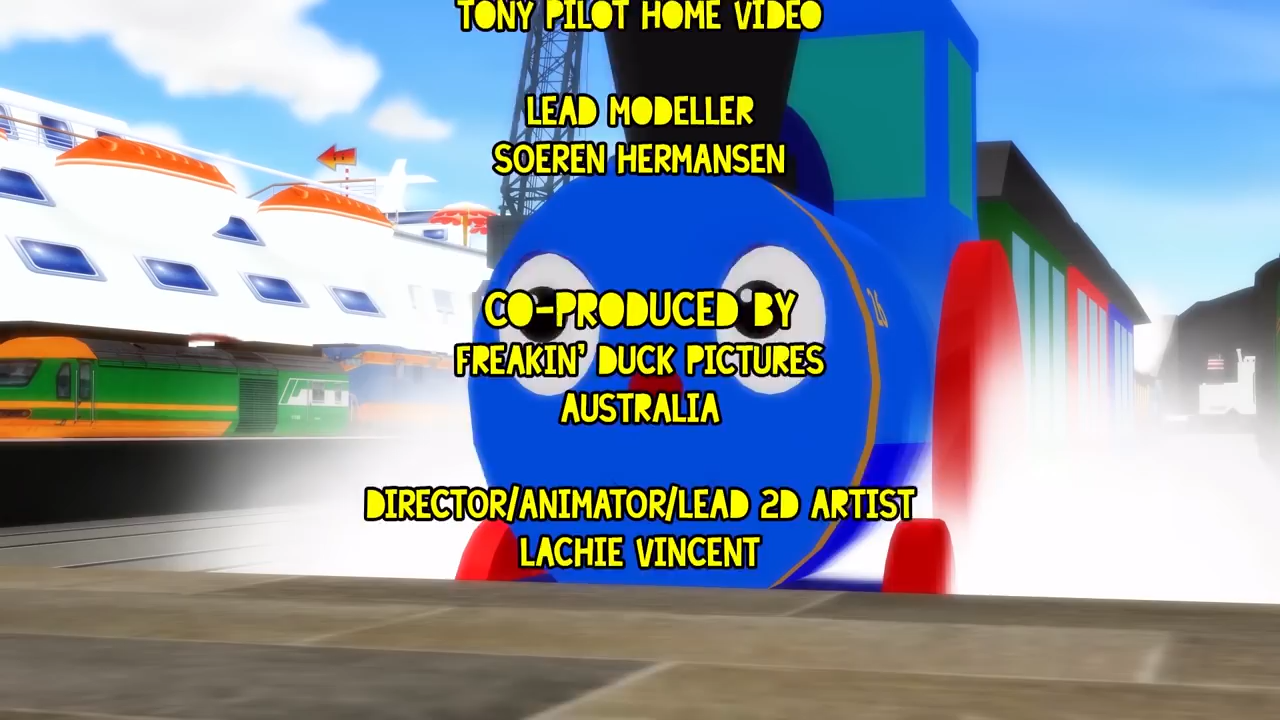 TONY PILOT HOME VIDEO
LEAD MODELLER
SOEREN HERMANSEN
CO-PRODUCED BY
FREAKIN' DUCK PICTURES
AUSTRALIA
DIRECTOR/ANIMATOR/LEAD 2D ARTIST
LACHIE VINCENT
26